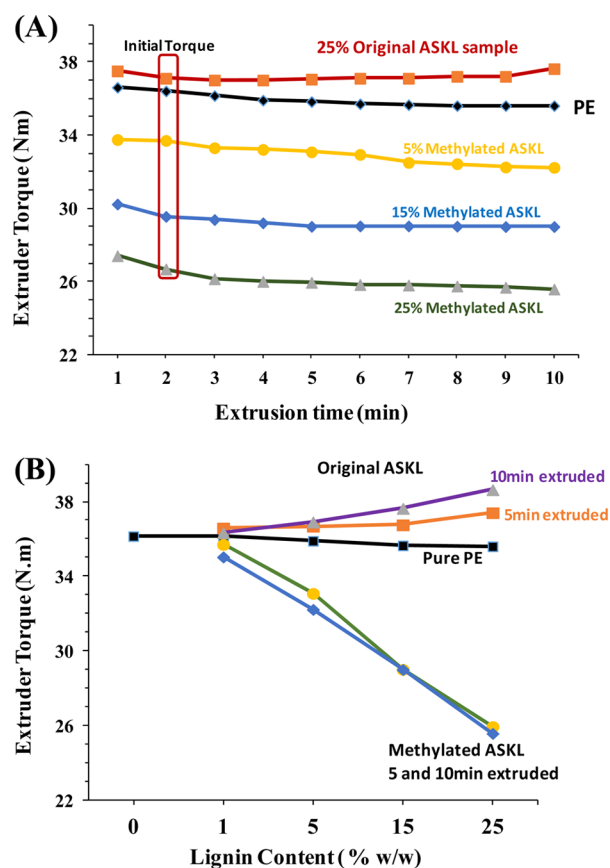 (A)
Initial Torque
25% Original ASKL sample
PE
5% Methylated ASKL
15% Methylated ASKL
25% Methylated ASKL
Extruder Torque ( Nm)
38
34
30
26
22
1 2 3 4 5 6 7 8 9 10
Extrusion time (min)
(B)
Original ASKL
10min extruded
5min extruded
Pure PE
Methylated ASKL
5 and 10min extruded
Extruder Torque (N.m)
42
38
34
30
26
22
0 1 5 15 25
Lignin Content ( % w/w)